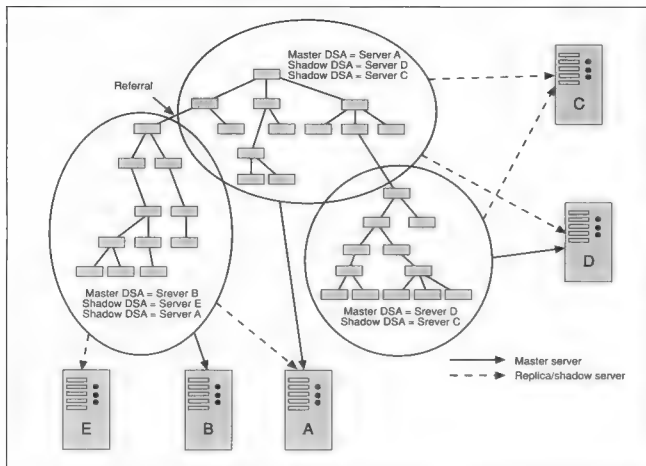 Master DSA = Server A
Shadow DSA = Server D
Shadow DSA = Server C
Referral
C
D
Master DSA = Srever B
Shadow DSA = Server E
Shadow DSA = Server A
Master DSA = Srever D
Shadow DSA = Srever C
Master server
Replica/shadow server
E
B
A